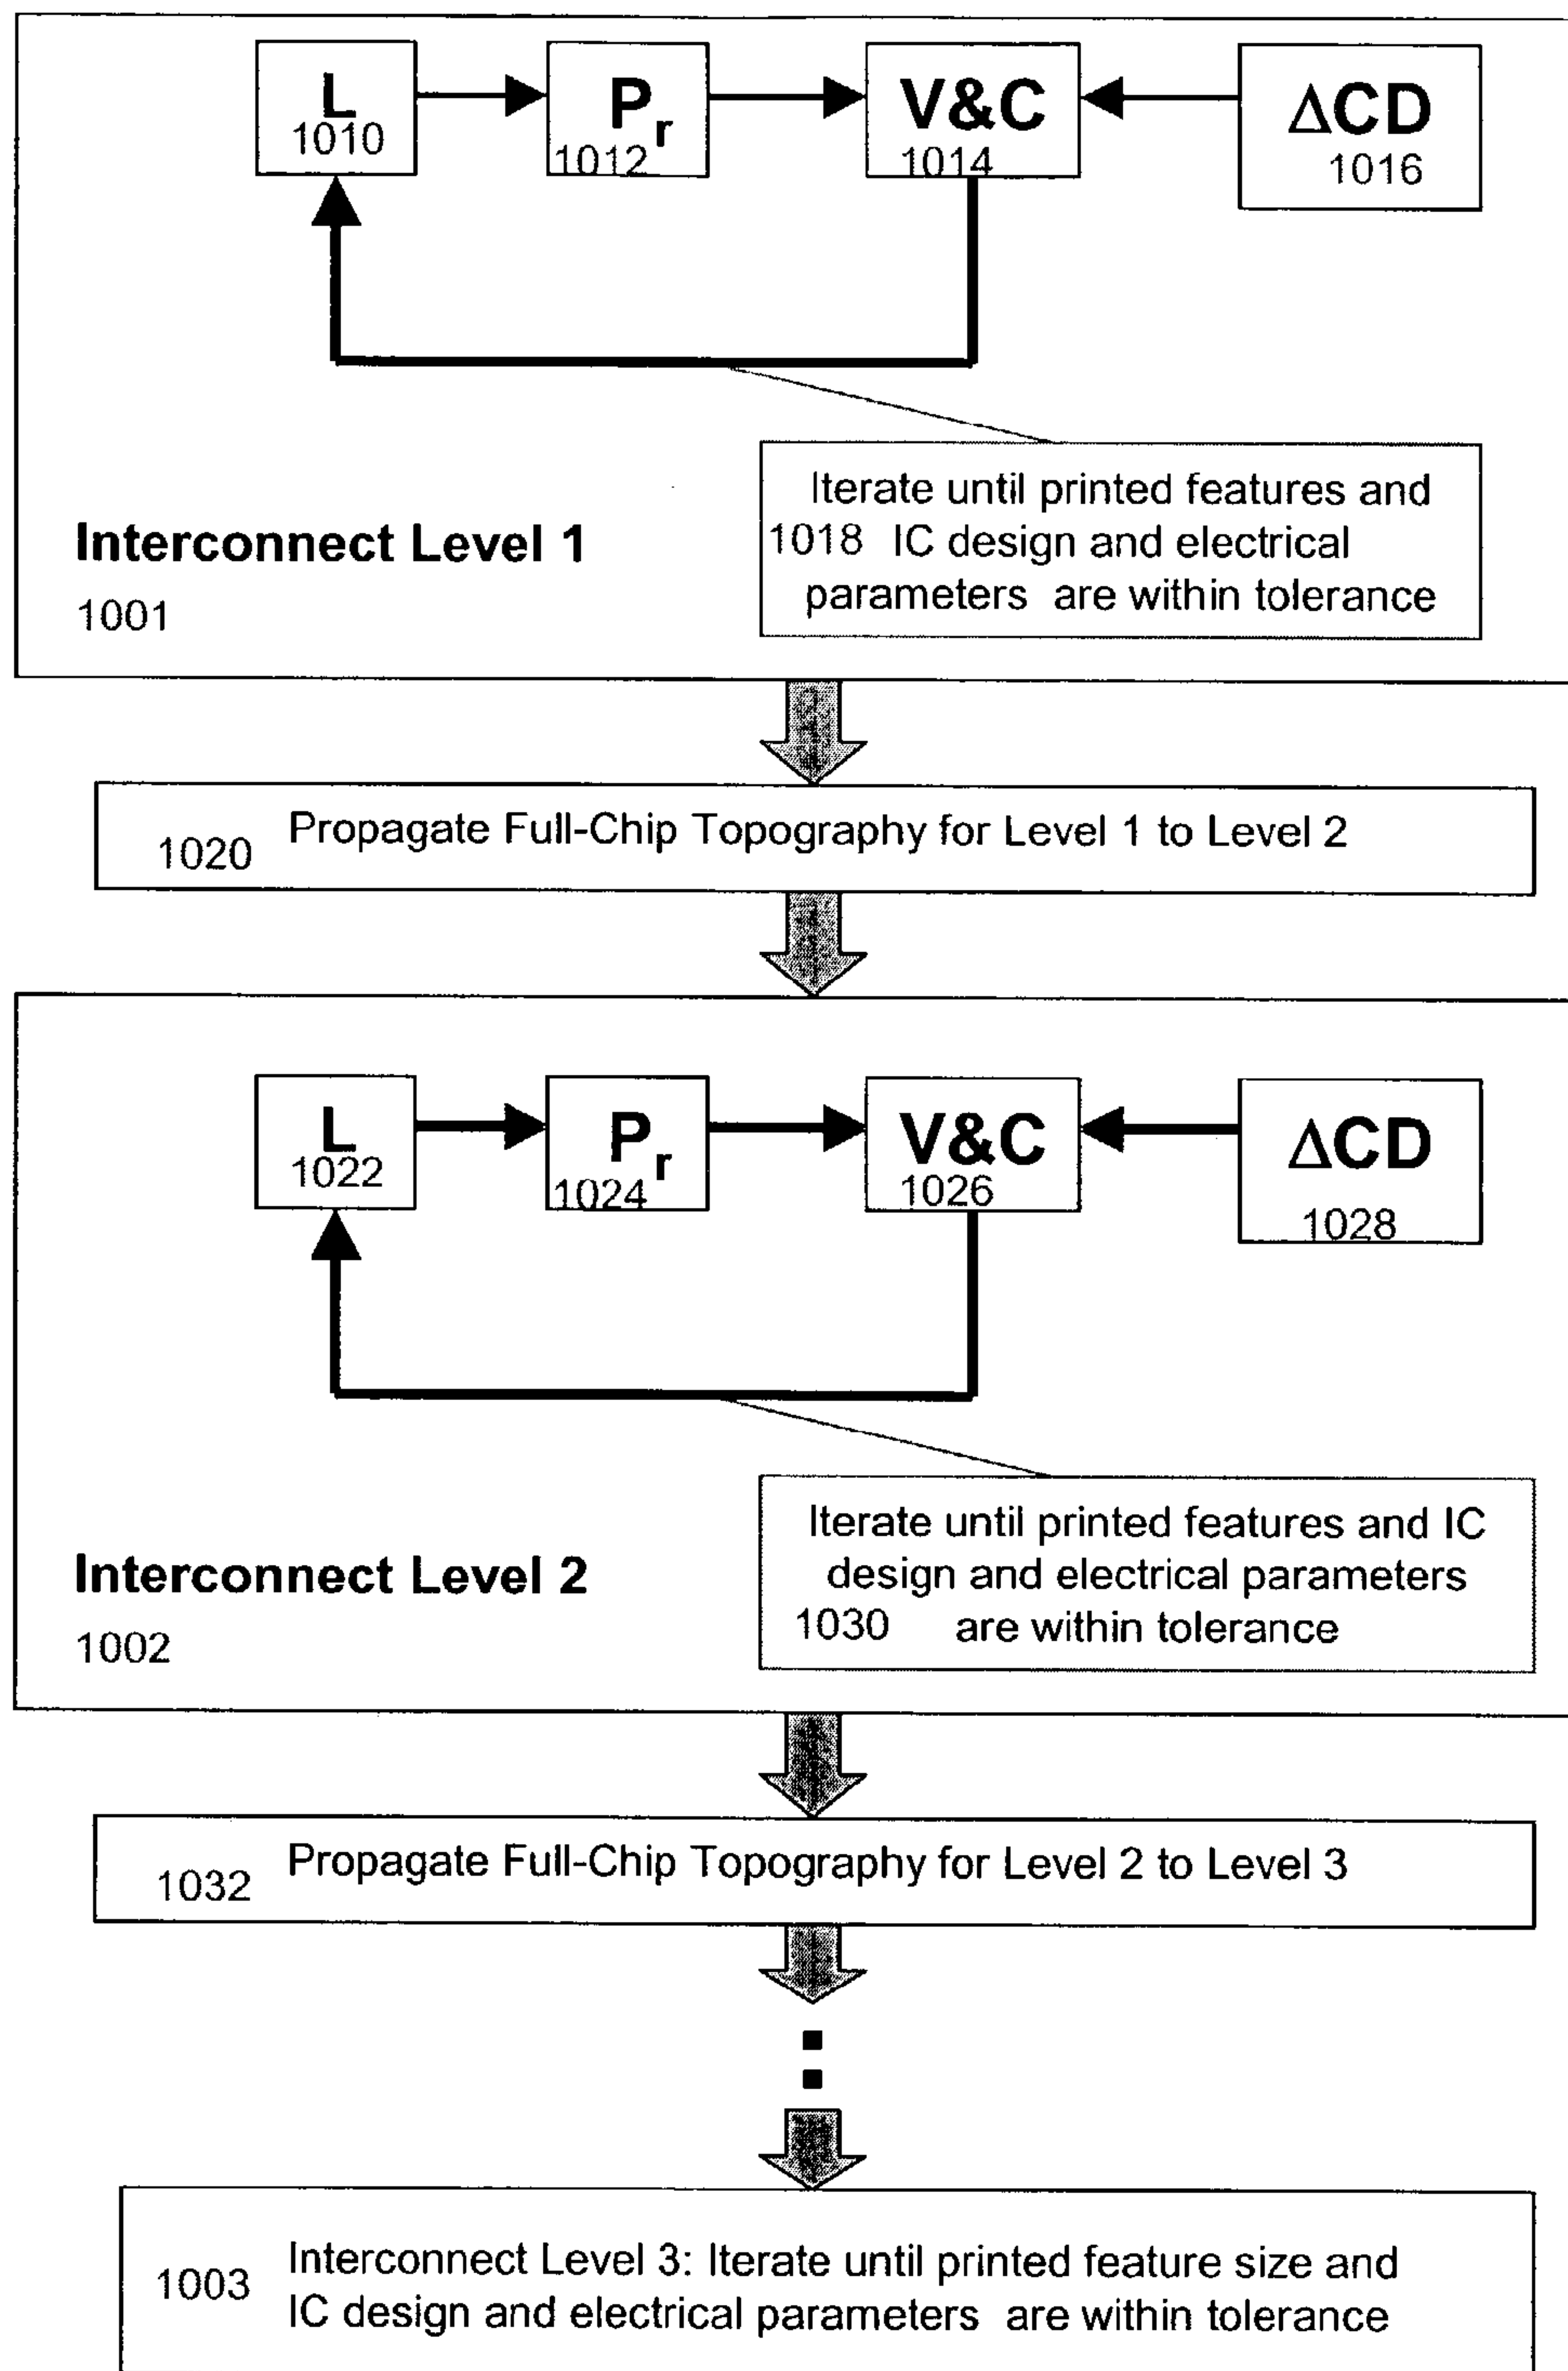 L
1010
Pr
1012
V&C
1014
ΔCD
1016
Iterate until printed features and
1018 IC design and electrical
parameters are within tolerance
Interconnect Level 1
1001
1020 Propagate Full-Chip Topography for Level 1 to Level 2
L
1022
Pr
1024
V&C
1026
ΔCD
1028
Iterate until printed features and IC
design and electrical parameters
1030 are within tolerance
Interconnect Level 2
1002
1032 Propagate Full-Chip Topography for Level 2 to Level 3
1003 Interconnect Level 3: Iterate until printed feature size and
IC design and electrical parameters are within tolerance